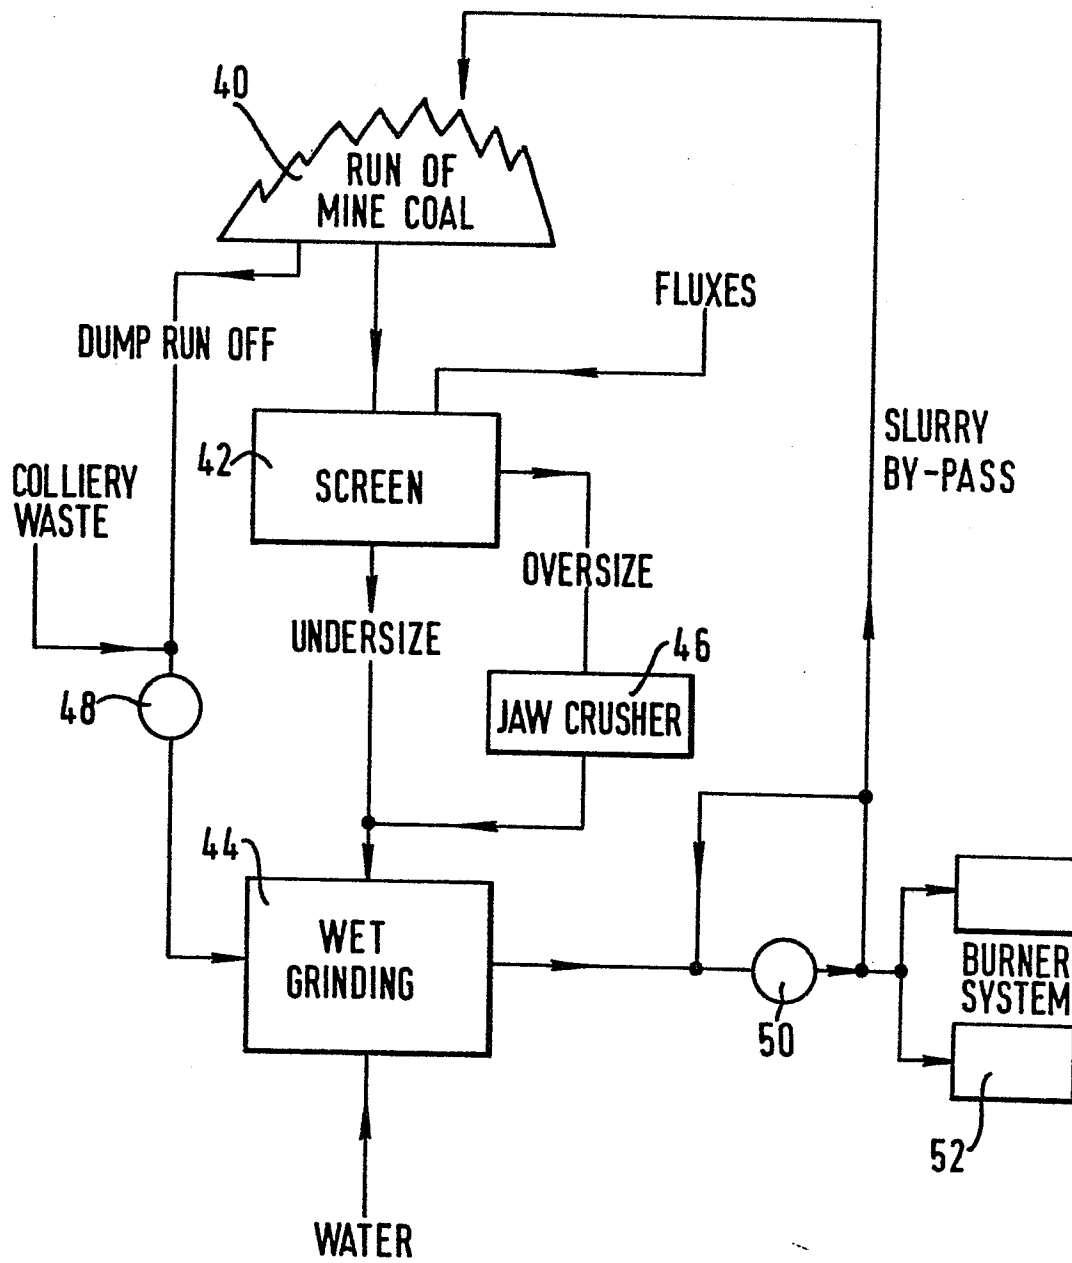 40
RUN OF
MINE COAL
FLUXES
DUMP RUN OFF
SLURRY
BY-PASS
42
SCREEN
COLLIERY
WASTE
OVERSIZE
UNDERSIZE
46
JAW CRUSHER
48
44
WET
GRINDING
BURNER
SYSTEM
50
52
WATER